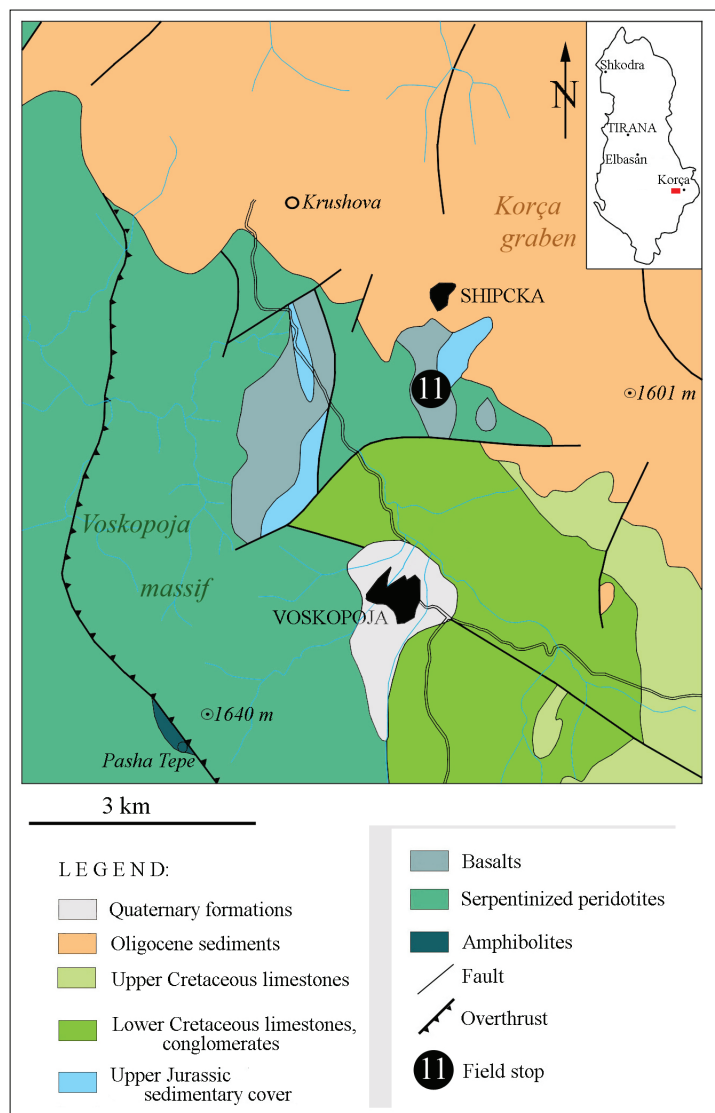 Shkodra
TIRANA
Elbasan
Korça
N
Krushova
Korça
graben
SHIPCKA
11
1601 m
Voskopoja
massif
VOSKOPOJA
1640 m
Pasha Tepe
3 km
LEGEND:
Quaternary formations
Oligocene sediments
Upper Cretaceous limestones
Lower Cretaceous limestones,
conglomerates
Upper Jurassic
sedimentary cover
Basalts
Serpentinized peridotites
Amphibolites
Fault
Overthrust
11 Field stop